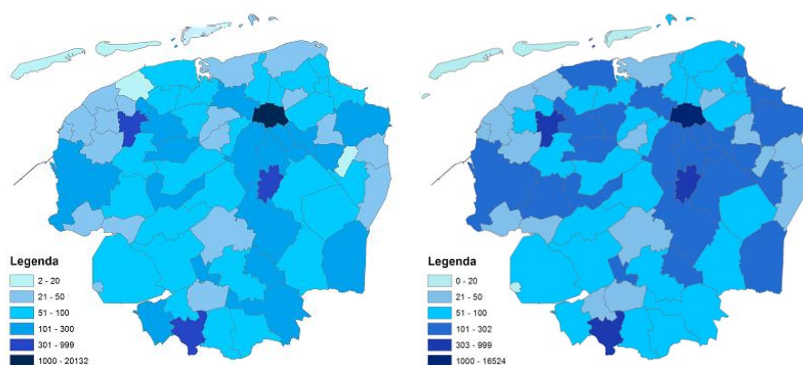 Legenda
2 - 20
21 - 50
51 - 100
101 - 300
301 - 999
1000 - 20132
Legenda
0 - 20
21 - 50
51 - 100
101 - 302
303 - 999
1000 - 16524